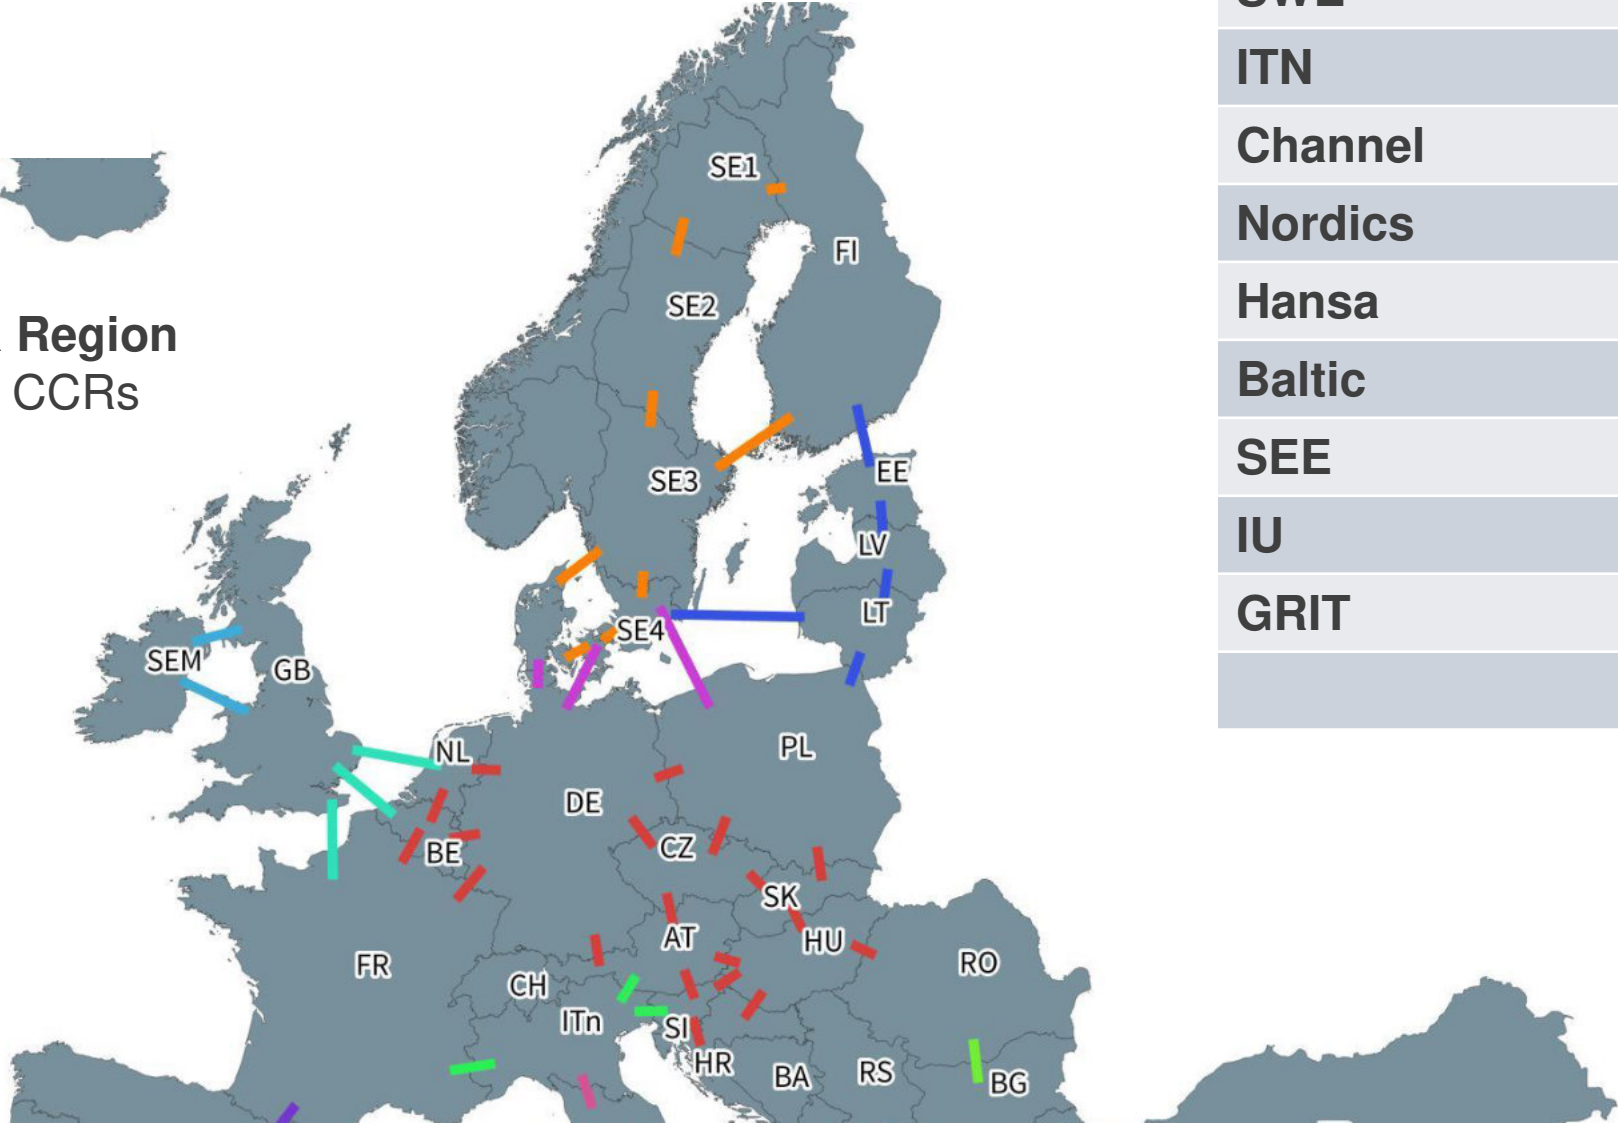 SWE
ITN
Channel
Nordics
Hansa
Baltic
SEE
IU
GRIT
Region
CCRs
SE1
FI
SE2
SE3
EE
LV
LT
SE4
SEM
GB
NL
PL
DE
CZ
BE
SK
AT
HU
FR
RO
CH
ITn
SI
HR
BA
RS
BG